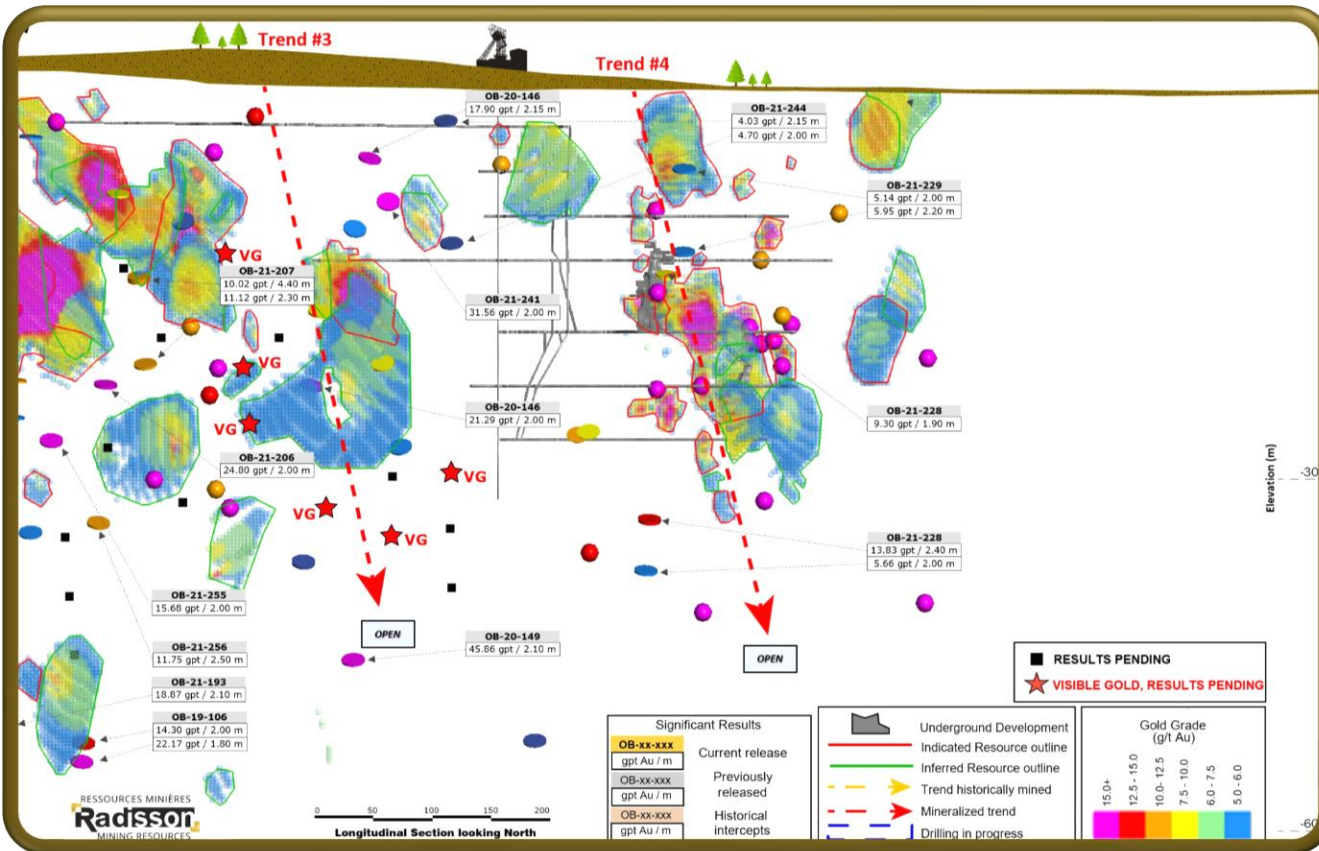 Trend #3
Trend #4
OB-20-146
17.90 gpt / 2.15 m
OB-21-244
4.03 gpt / 2.15 m
4.70 gpt / 2.00 m
OB-21-229
5.14 gpt / 2.00 m
5.95 gpt / 2.20 m
VG
OB-21-207
10.02 gpt / 4.40 m
11.12 gpt / 2.30 m
OB-21-241
31.56 gpt / 2.00 m
VG
OB-20-146
21.29 gpt / 2.00 m
OB-21-228
9.30 gpt / 1.90 m
VG
OB-21-206
24.80 gpt / 2.00 m
VG
Elevation (m)
-30
VG
VG
OB-21-228
13.83 gpt / 2.40 m
5.66 gpt / 2.00 m
OB-21-255
15.68 gpt / 2.00 m
OPEN
OB-20-149
45.86 gpt / 2.10 m
OPEN
OB-21-256
11.75 gpt / 2.50 m
OB-21-193
18.87 gpt / 2.10 m
OB-19-106
14.30 gpt / 2.00 m
22.17 gpt / 1.80 m
RESULTS PENDING
VISIBLE GOLD, RESULTS PENDING
RESSOURCES MINIÈRES
Radisson
MINING RESOURCES
0 50 100 150 200
Longitudinal Section looking North
Significant Results
OB-xx-xxx
gpt Au / m
Current release
OB-xx-xxx
gpt Au / m
Previously
released
OB-xx-xxx
gpt Au / m
Historical
intercepts
Underground Development
Indicated Resource outline
Inferred Resource outline
Trend historically mined
Mineralized trend
Drilling in progress
Gold Grade
(g/t Au)
15.0+
12.5 - 15.0
10.0- 12.5
7.5 - 10.0
6.0 - 7.5
5.0 - 6.0
-60